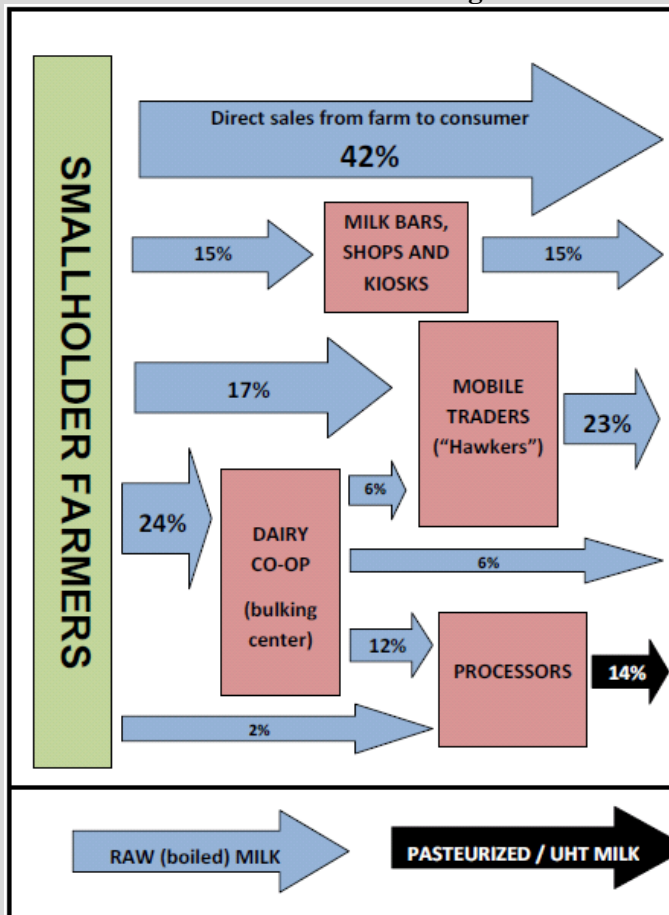 Direct sales from farm to consumer
42%
SMALLHOLDER FARMERS
15%
MILK BARS,
SHOPS AND
KIOSKS
15%
17%
MOBILE
TRADERS
(“Hawkers”)
23%
24%
DAIRY
CO-OP
(bulking
center)
6%
6%
12%
PROCESSORS
14%
2%
RAW (boiled) MILK
PASTEURIZED / UHT MILK